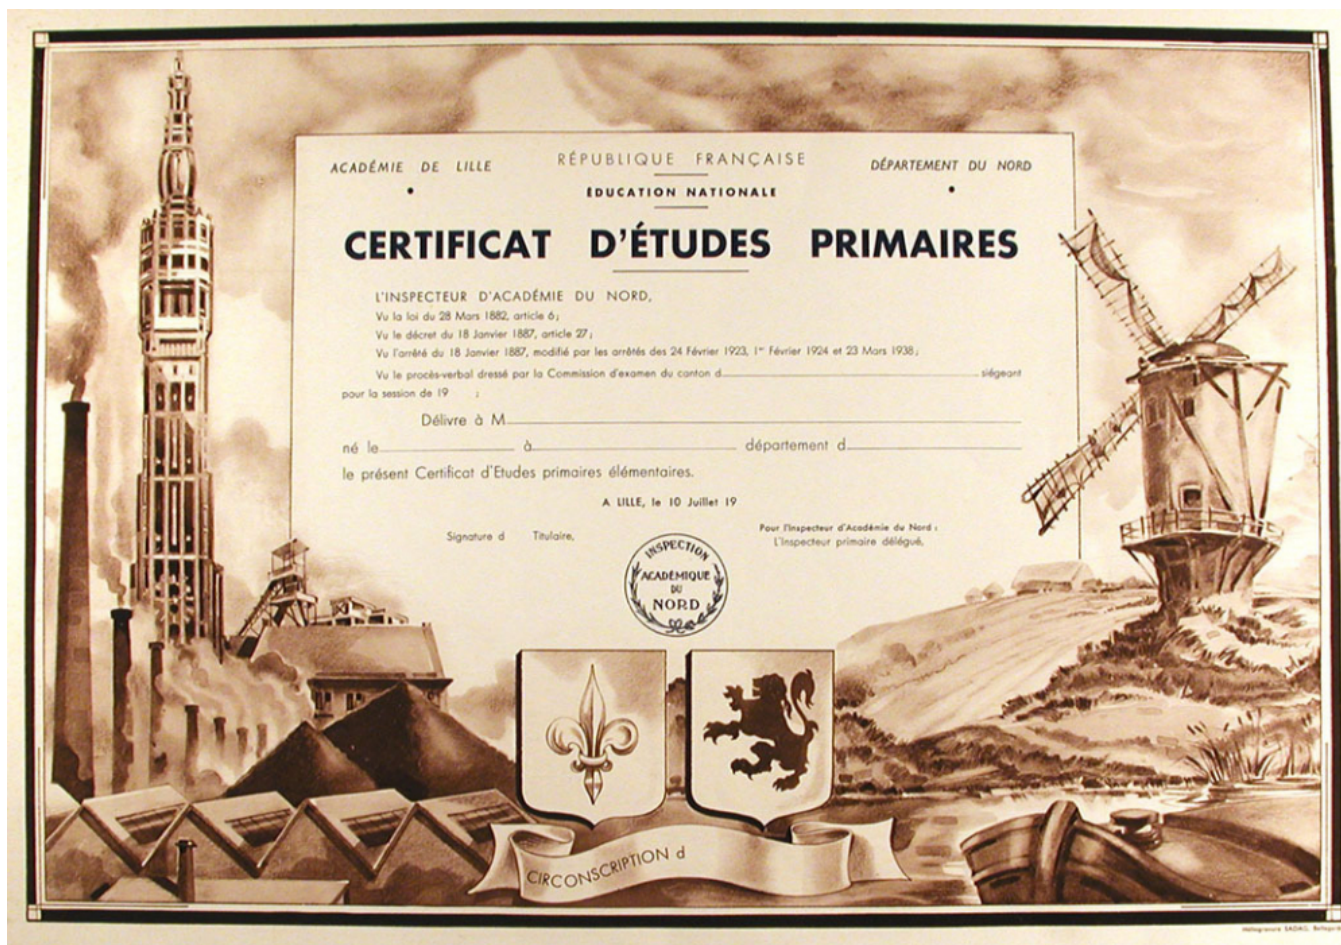 ACADÉMIE DE LILLE
RÉPUBLIQUE FRANÇAISE
DÉPARTEMENT DU NORD
ÉDUCATION NATIONALE
CERTIFICAT D'ÉTUDES PRIMAIRES
L'INSPECTEUR D'ACADÉMIE DU NORD,
Vu la loi du 28 Mars 1882, article 6;
Vu le décret du 18 Janvier 1887, article 27;
Vu l'arrêté du 18 Janvier 1887, modifié par les arrêtés des 24 Février 1923, 1er Février 1924 et 23 Mars 1938;
Vu le procès-verbal dressé par la Commission d'examen du canton d siégeant
pour la session de 19 ;
Délivre à M
né le à département d
le présent Certificat d'Etudes primaires élémentaires.
A LILLE, le 10 Juillet 19
Signature d Titulaire,
Pour l'Inspecteur d'Académie du Nord :
L'Inspecteur primaire délégué,
INSPECTION
ACADÉMIQUE
DU
NORD
CIRCONSCRIPTION d
Héliogravure SADAG,